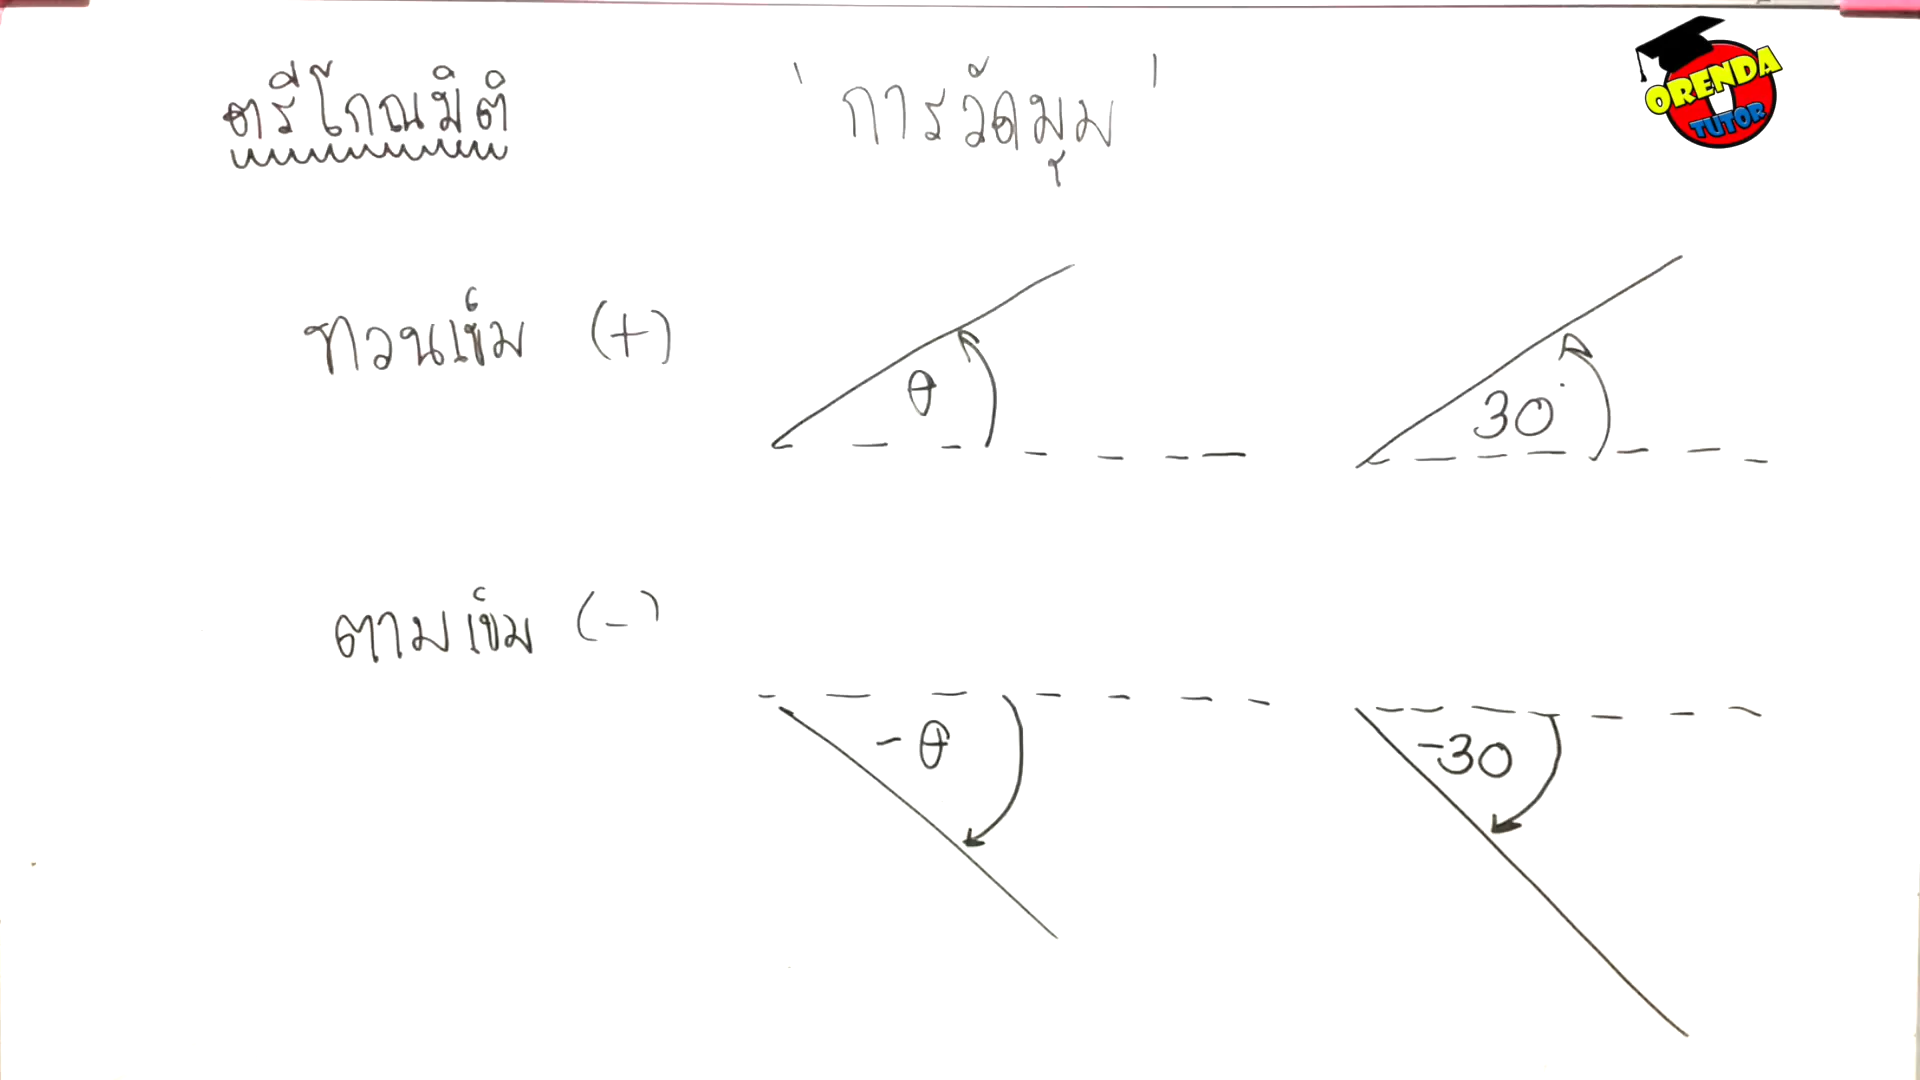 ตรีโกณมิติ
' การวัดมุม '
ORENDA
TUTOR
ทวนเข็ม (+)
θ
30°
ตามเข็ม (-)
-θ
-30